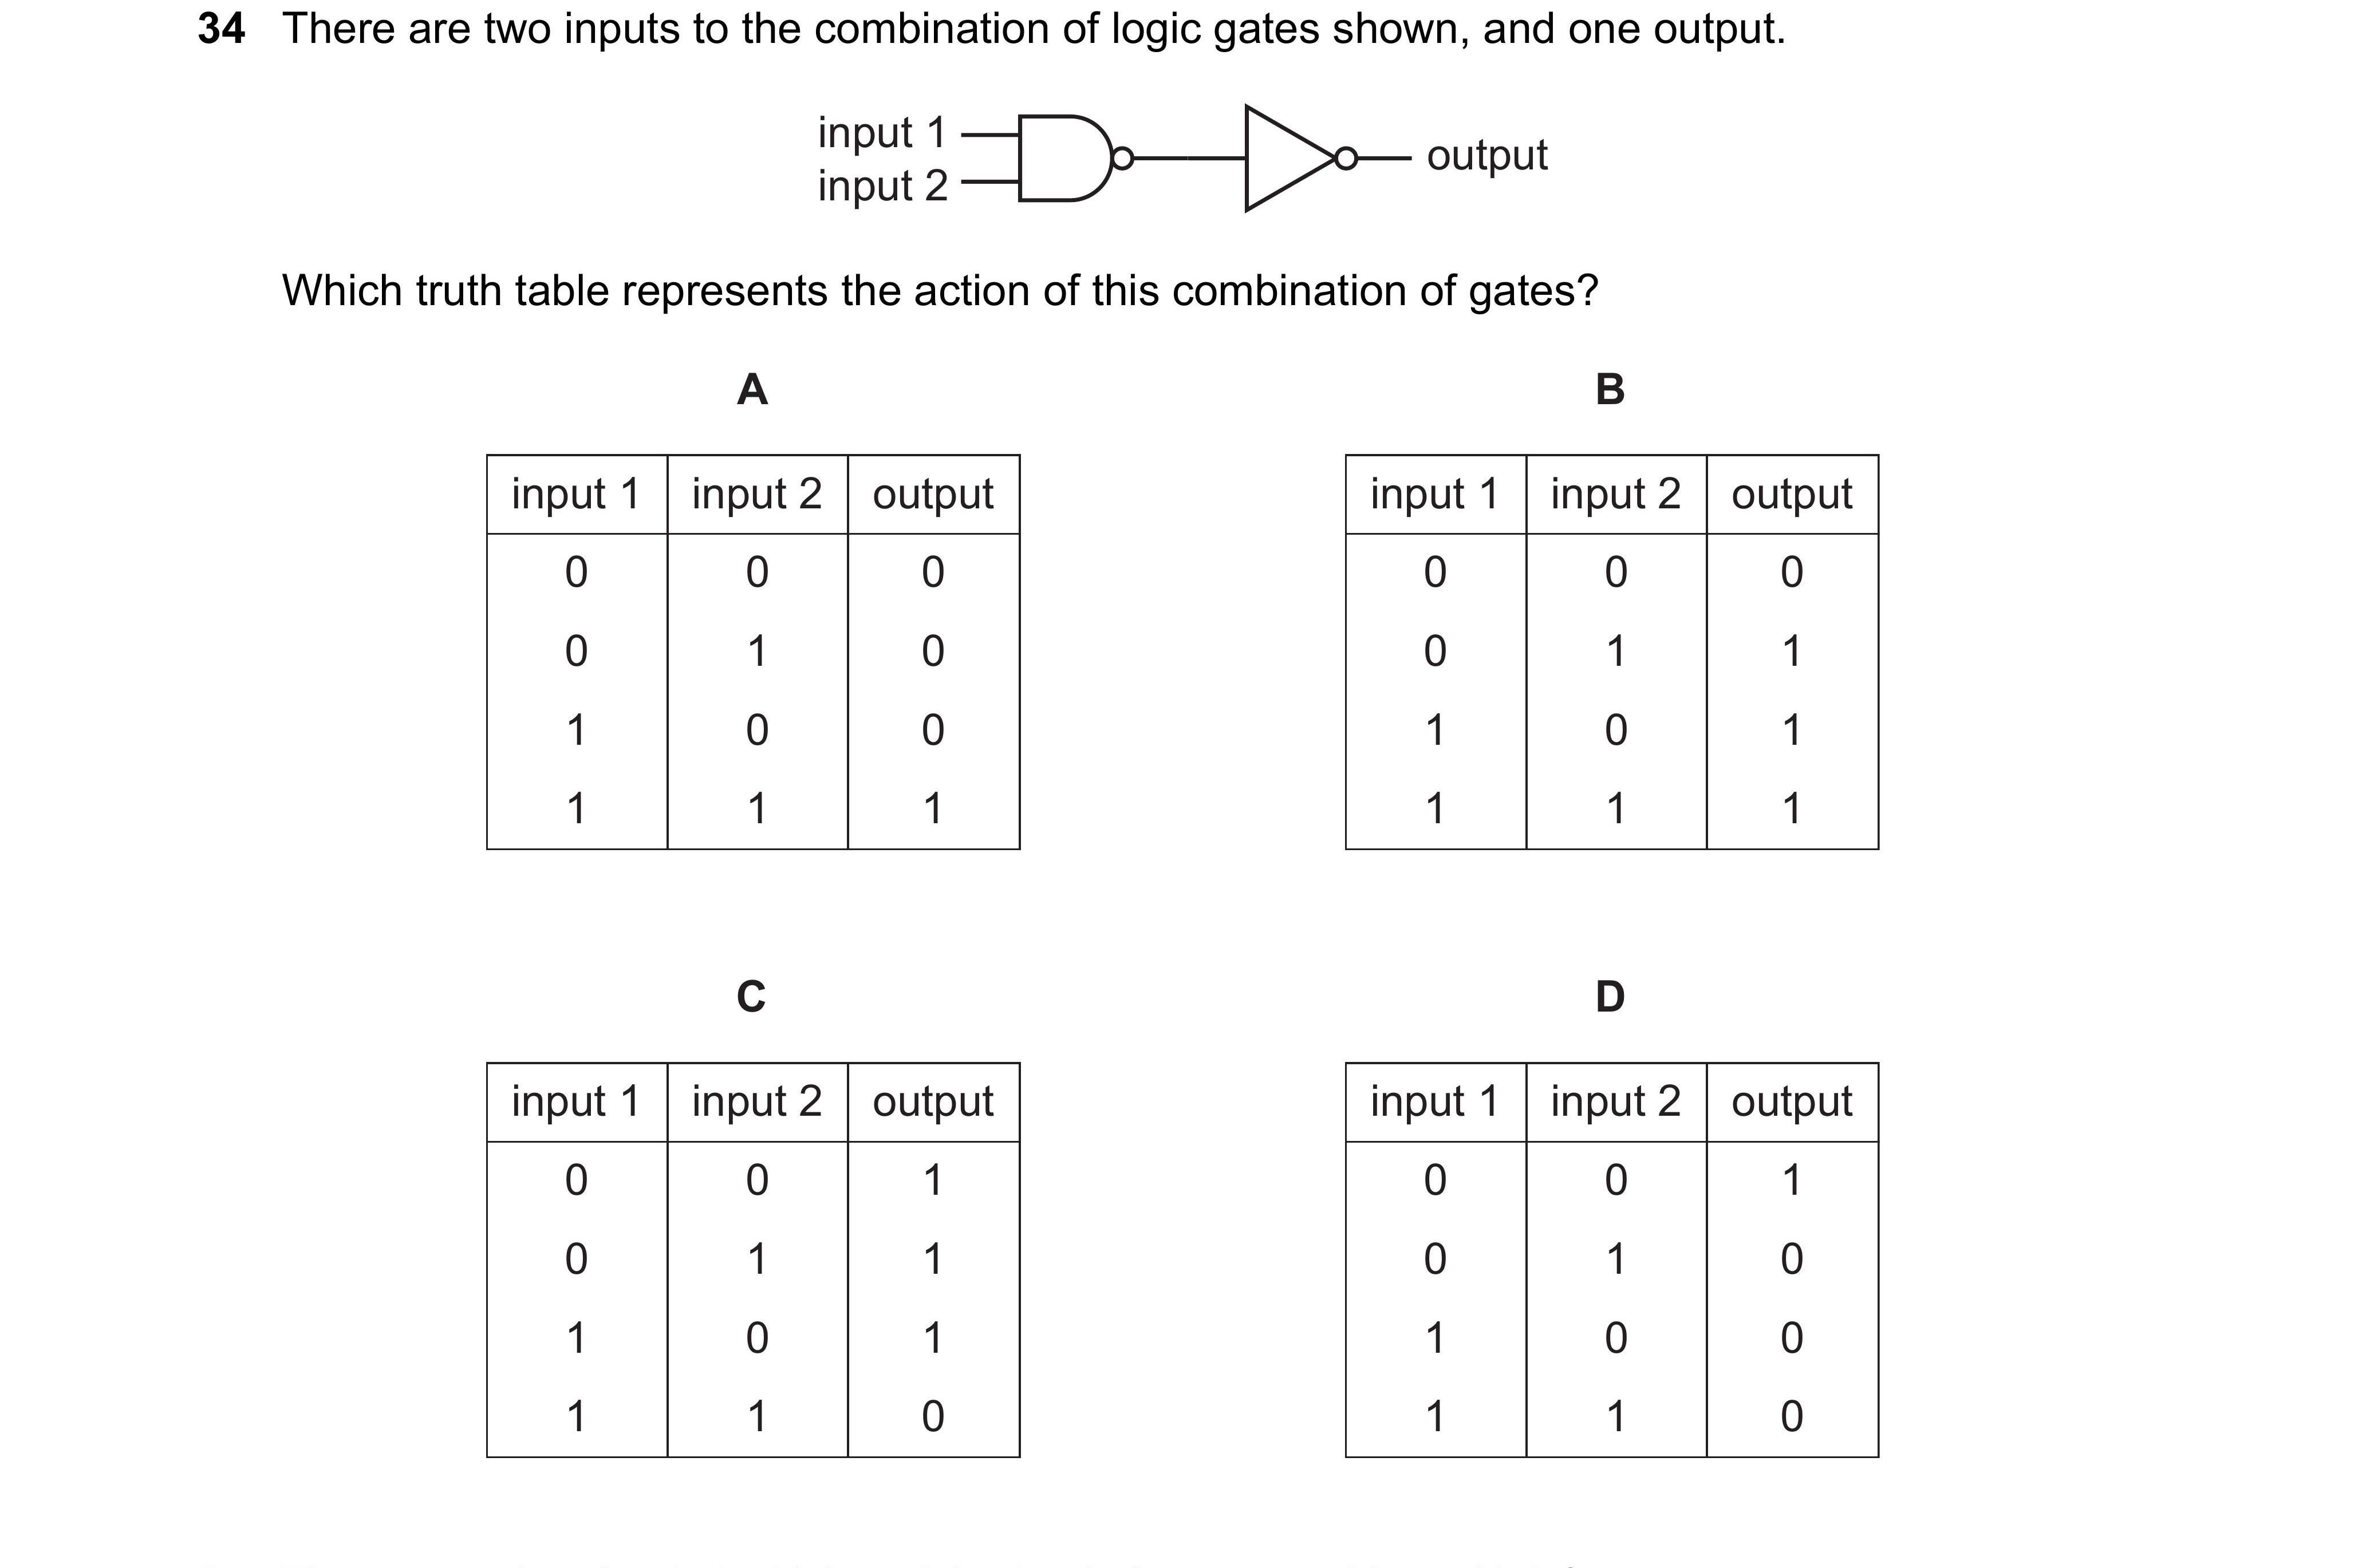 34 There are two inputs to the combination of logic gates shown, and one output.
input 1
input 2
output
Which truth table represents the action of this combination of gates?
A
input 1 input 2 output
0 0 0
0 1 0
1 0 0
1 1 1
B
input 1 input 2 output
0 0 0
0 1 1
1 0 1
1 1 1
C
input 1 input 2 output
0 0 1
0 1 1
1 0 1
1 1 0
D
input 1 input 2 output
0 0 1
0 1 0
1 0 0
1 1 0